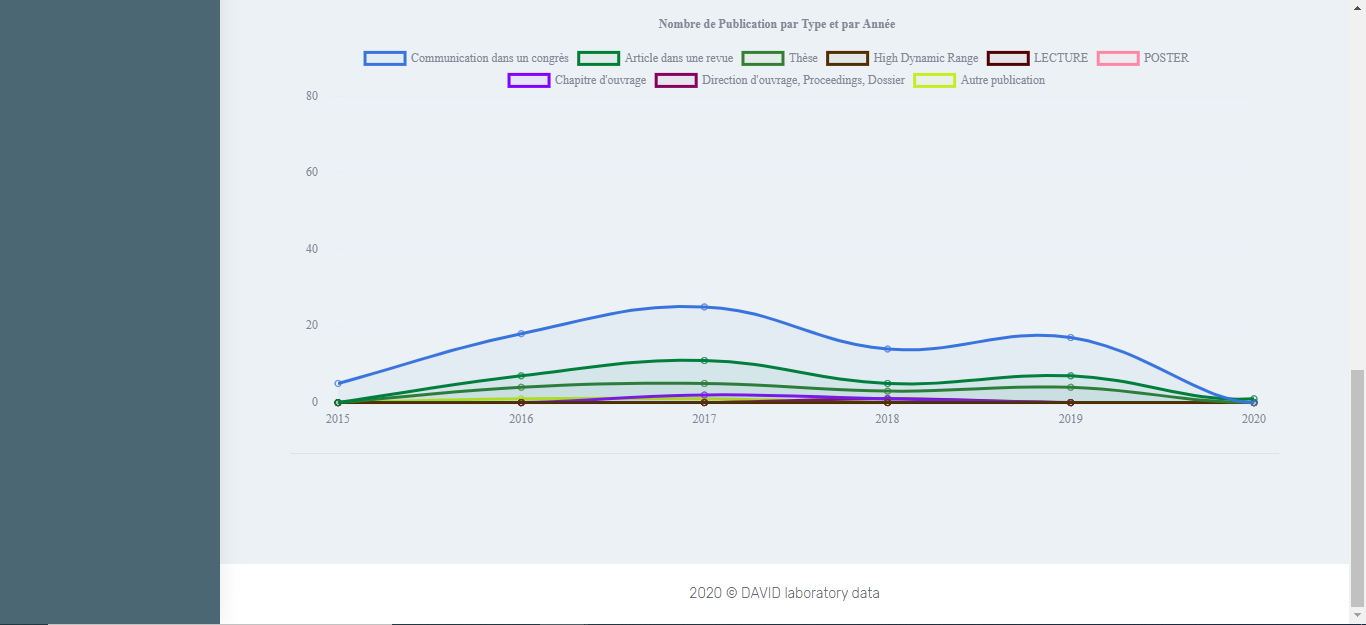 Nombre de Publication par Type et par Année
Communication dans un congrès Article dans une revue Thèse High Dynamic Range LECTURE POSTER
Chapitre d'ouvrage Direction d'ouvrage, Proceedings, Dossier Autre publication
80
60
40
20
0
2015 2016 2017 2018 2019 2020
2020 © DAVID laboratory data